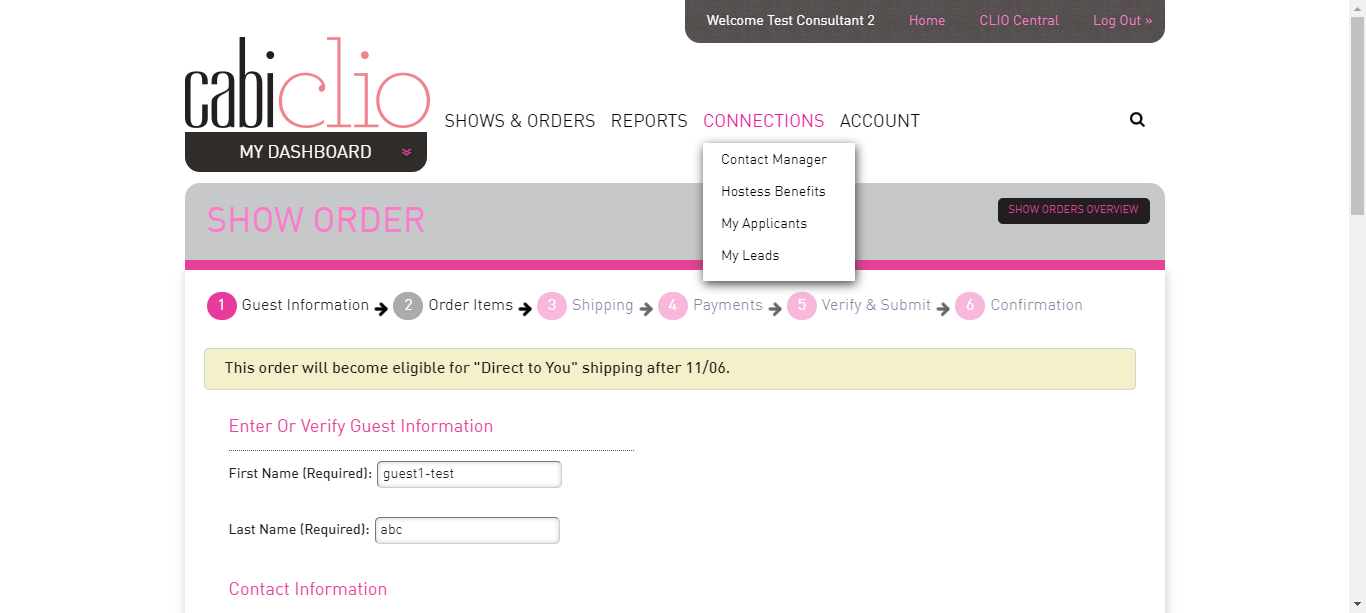 Welcome Test Consultant 2 Home CLIO Central Log Out »
cabi clio
SHOWS & ORDERS REPORTS CONNECTIONS ACCOUNT
MY DASHBOARD
Contact Manager
Hostess Benefits
My Applicants
My Leads
SHOW ORDER
SHOW ORDERS OVERVIEW
1 Guest Information 2 Order Items 3 Shipping 4 Payments 5 Verify & Submit 6 Confirmation
This order will become eligible for "Direct to You" shipping after 11/06.
Enter Or Verify Guest Information
First Name (Required): guest1-test
Last Name (Required): abc
Contact Information